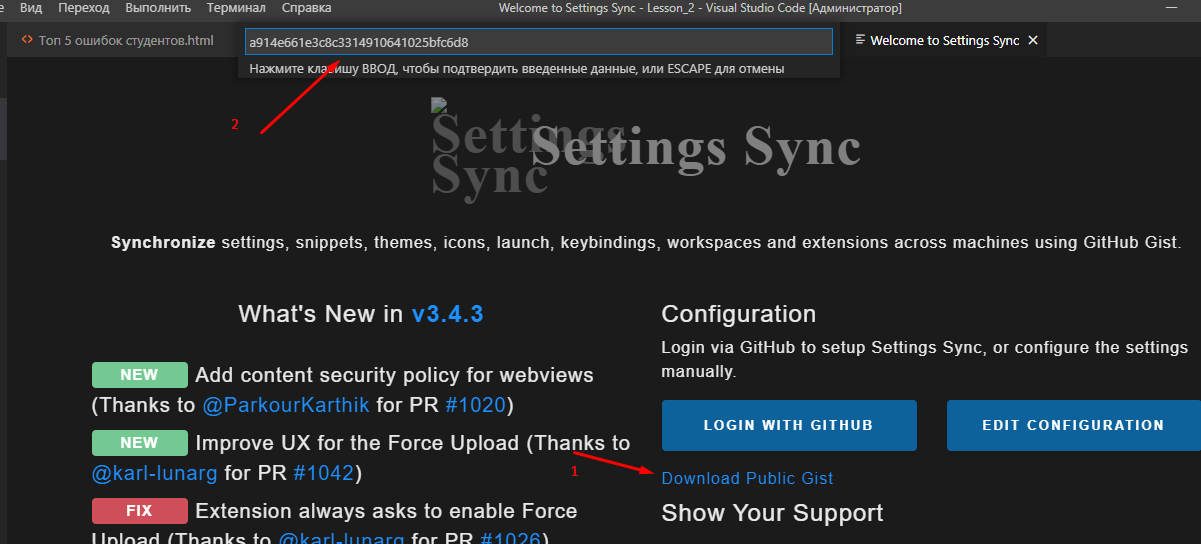 е Вид Переход Выполнить Терминал Справка Welcome to Settings Sync - Lesson_2 - Visual Studio Code [Администратор]
<> Топ 5 ошибок студентов.html
a914e661e3c8c3314910641025bfc6d8
Welcome to Settings Sync
Нажмите клавишу ВВОД, чтобы подтвердить введенные данные, или ESCAPE для отмены
2
Settings
Sync
Settings Sync
Synchronize settings, snippets, themes, icons, launch, keybindings, workspaces and extensions across machines using GitHub Gist.
What's New in v3.4.3
NEW Add content security policy for webviews
(Thanks to @ParkourKarthik for PR #1020)
NEW Improve UX for the Force Upload (Thanks to
@karl-lunarg for PR #1042)
FIX Extension always asks to enable Force
Upload (Thanks to @karl-lunarg for PR #1026)
Configuration
Login via GitHub to setup Settings Sync, or configure the settings
manually.
LOGIN WITH GITHUB EDIT CONFIGURATION
1
Download Public Gist
Show Your Support